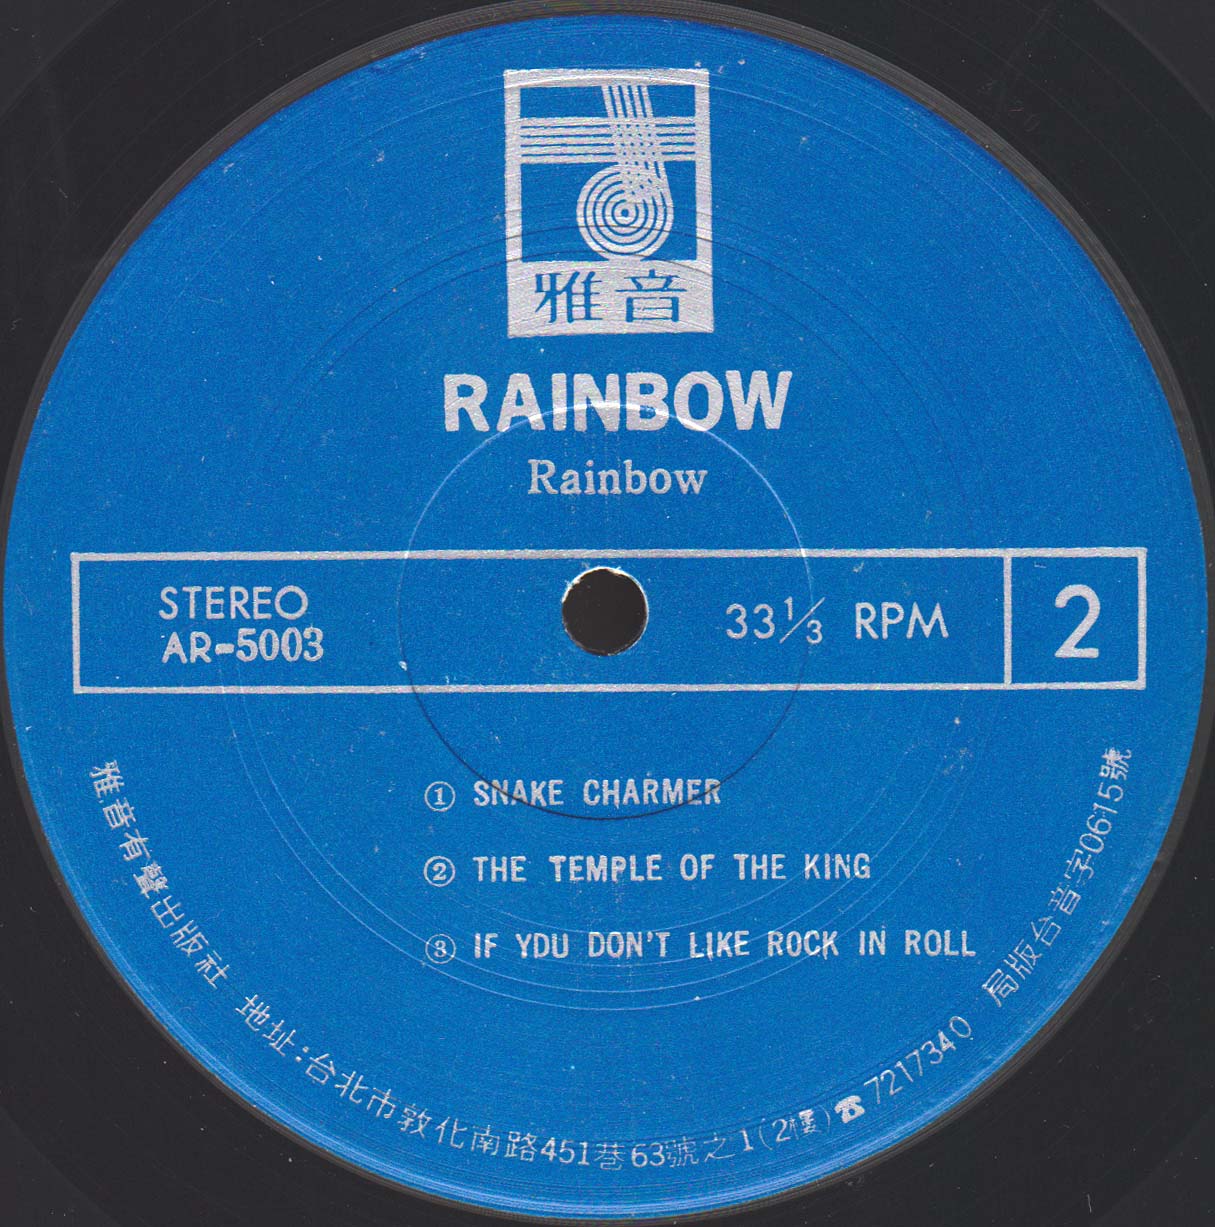 雅音
RAINBOW
Rainbow
STEREO
AR-5003
33 1/3 RPM
2
① SNAKE CHARMER
② THE TEMPLE OF THE KING
③ IF YDU DON'T LIKE ROCK IN ROLL
雅音有聲出版社 地址:台北市敦化南路451巷63號之1(2樓)☎7217340 局版台音字0615號